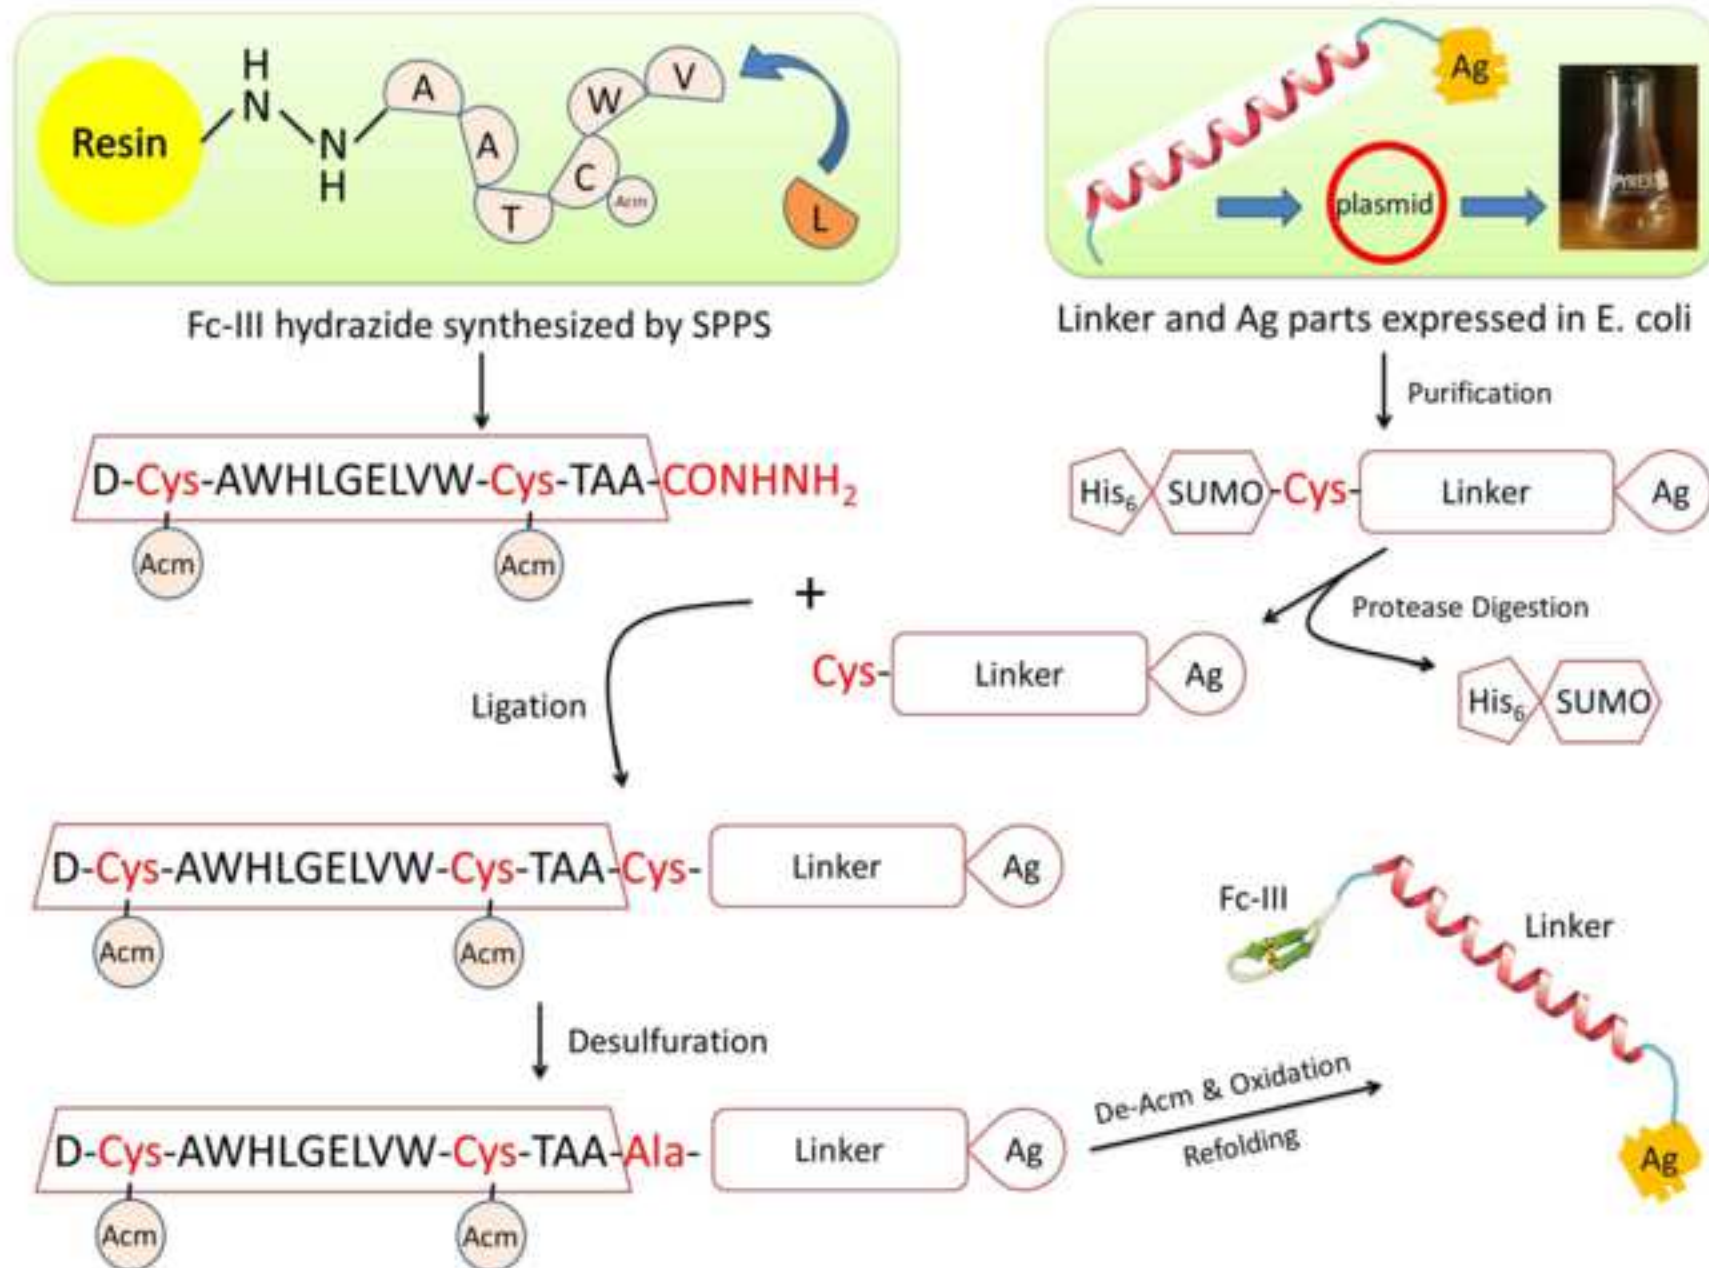 Resin
H
N
N
H
A
A
T
C
Acm
W
V
L
Fc-III hydrazide synthesized by SPPS
Ag
plasmid
PYREX
Linker and Ag parts expressed in E. coli
Purification
D-Cys-AWHLGELVW-Cys-TAA-CONHNH₂
Acm
Acm
His₆ SUMO-Cys- Linker Ag
Protease Digestion
+
Cys- Linker Ag
His₆ SUMO
Ligation
D-Cys-AWHLGELVW-Cys-TAA-Cys- Linker Ag
Acm
Acm
Fc-III
Linker
Ag
Desulfuration
D-Cys-AWHLGELVW-Cys-TAA-Ala- Linker Ag
Acm
Acm
De-Acm & Oxidation
Refolding